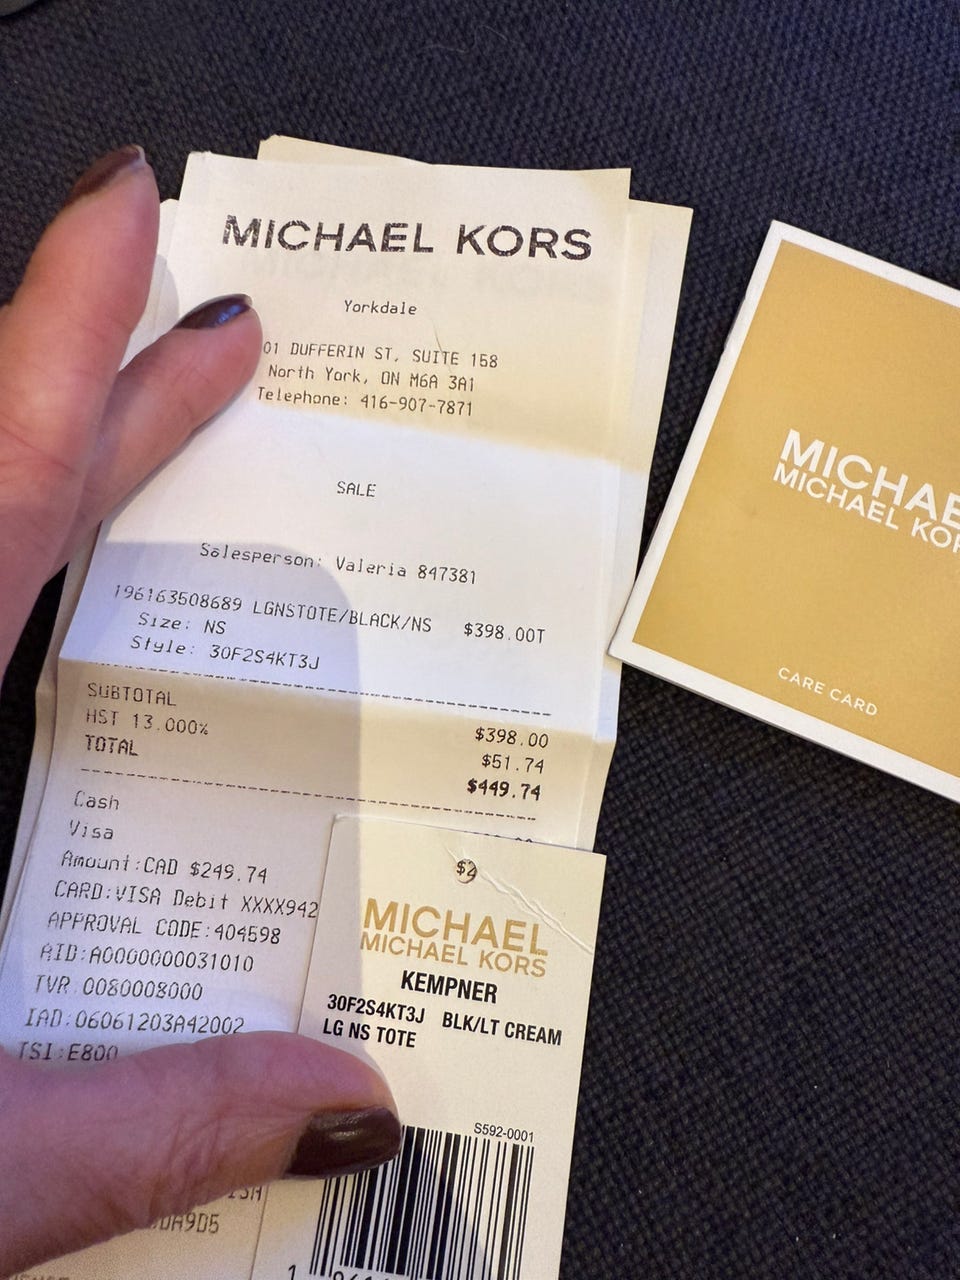 MICHAEL KORS
Yorkdale
01 DUFFERIN ST, SUITE 158
North York, ON M6A 3A1
Telephone: 416-907-7871
SALE
Salesperson: Valeria 847381
196163508689 LGNSTOTE/BLACK/NS $398.00T
Size: NS
Style: 30F2S4KT3J
SUBTOTAL $398.00
HST 13.000% $51.74
TOTAL $449.74
Cash
Visa
Amount:CAD $249.74
CARD:VISA Debit XXXX942
APPROVAL CODE:404598
AID:A0000000031010
TVR:0080008000
IAD:06061203A42002
TSI:E800
$2
MICHAEL
MICHAEL KORS
KEMPNER
30F2S4KT3J BLK/LT CREAM
LG NS TOTE
S592-0001
MICHAE
MICHAEL KOR
CARE CARD